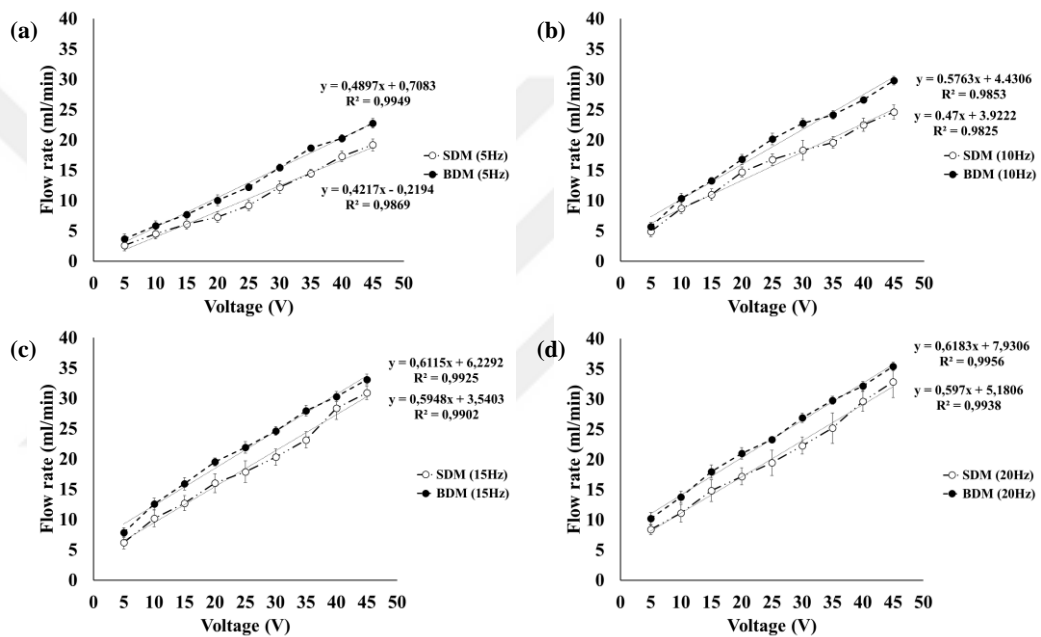 (a)
40
35
30
25
20
15
10
5
0
Flow rate (ml/min)
y = 0,4897x + 0,7083
R² = 0,9949
y = 0,4217x - 0,2194
R² = 0,9869
SDM (5Hz)
BDM (5Hz)
0 5 10 15 20 25 30 35 40 45 50
Voltage (V)
(b)
40
35
30
25
20
15
10
5
0
Flow rate (ml/min)
y = 0.5763x + 4.4306
R² = 0.9853
y = 0.47x + 3.9222
R² = 0.9825
SDM (10Hz)
BDM (10Hz)
0 5 10 15 20 25 30 35 40 45 50
Voltage (V)
(c)
40
35
30
25
20
15
10
5
0
Flow rate (ml/min)
y = 0,6115x + 6,2292
R² = 0,9925
y = 0,5948x + 3,5403
R² = 0,9902
SDM (15Hz)
BDM (15Hz)
0 5 10 15 20 25 30 35 40 45 50
Voltage (V)
(d)
40
35
30
25
20
15
10
5
0
Flow rate (ml/min)
y = 0,6183x + 7,9306
R² = 0,9956
y = 0,597x + 5,1806
R² = 0,9938
SDM (20Hz)
BDM (20Hz)
0 5 10 15 20 25 30 35 40 45 50
Voltage (V)